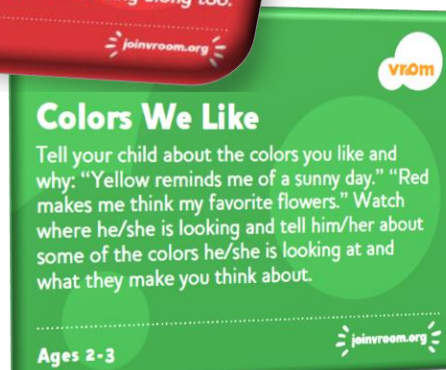 along too.
joinvroom.org
vrom
Colors We Like
Tell your child about the colors you like and
why: “Yellow reminds me of a sunny day.” “Red
makes me think my favorite flowers.” Watch
where he/she is looking and tell him/her about
some of the colors he/she is looking at and
what they make you think about.
Ages 2-3
joinvroom.org